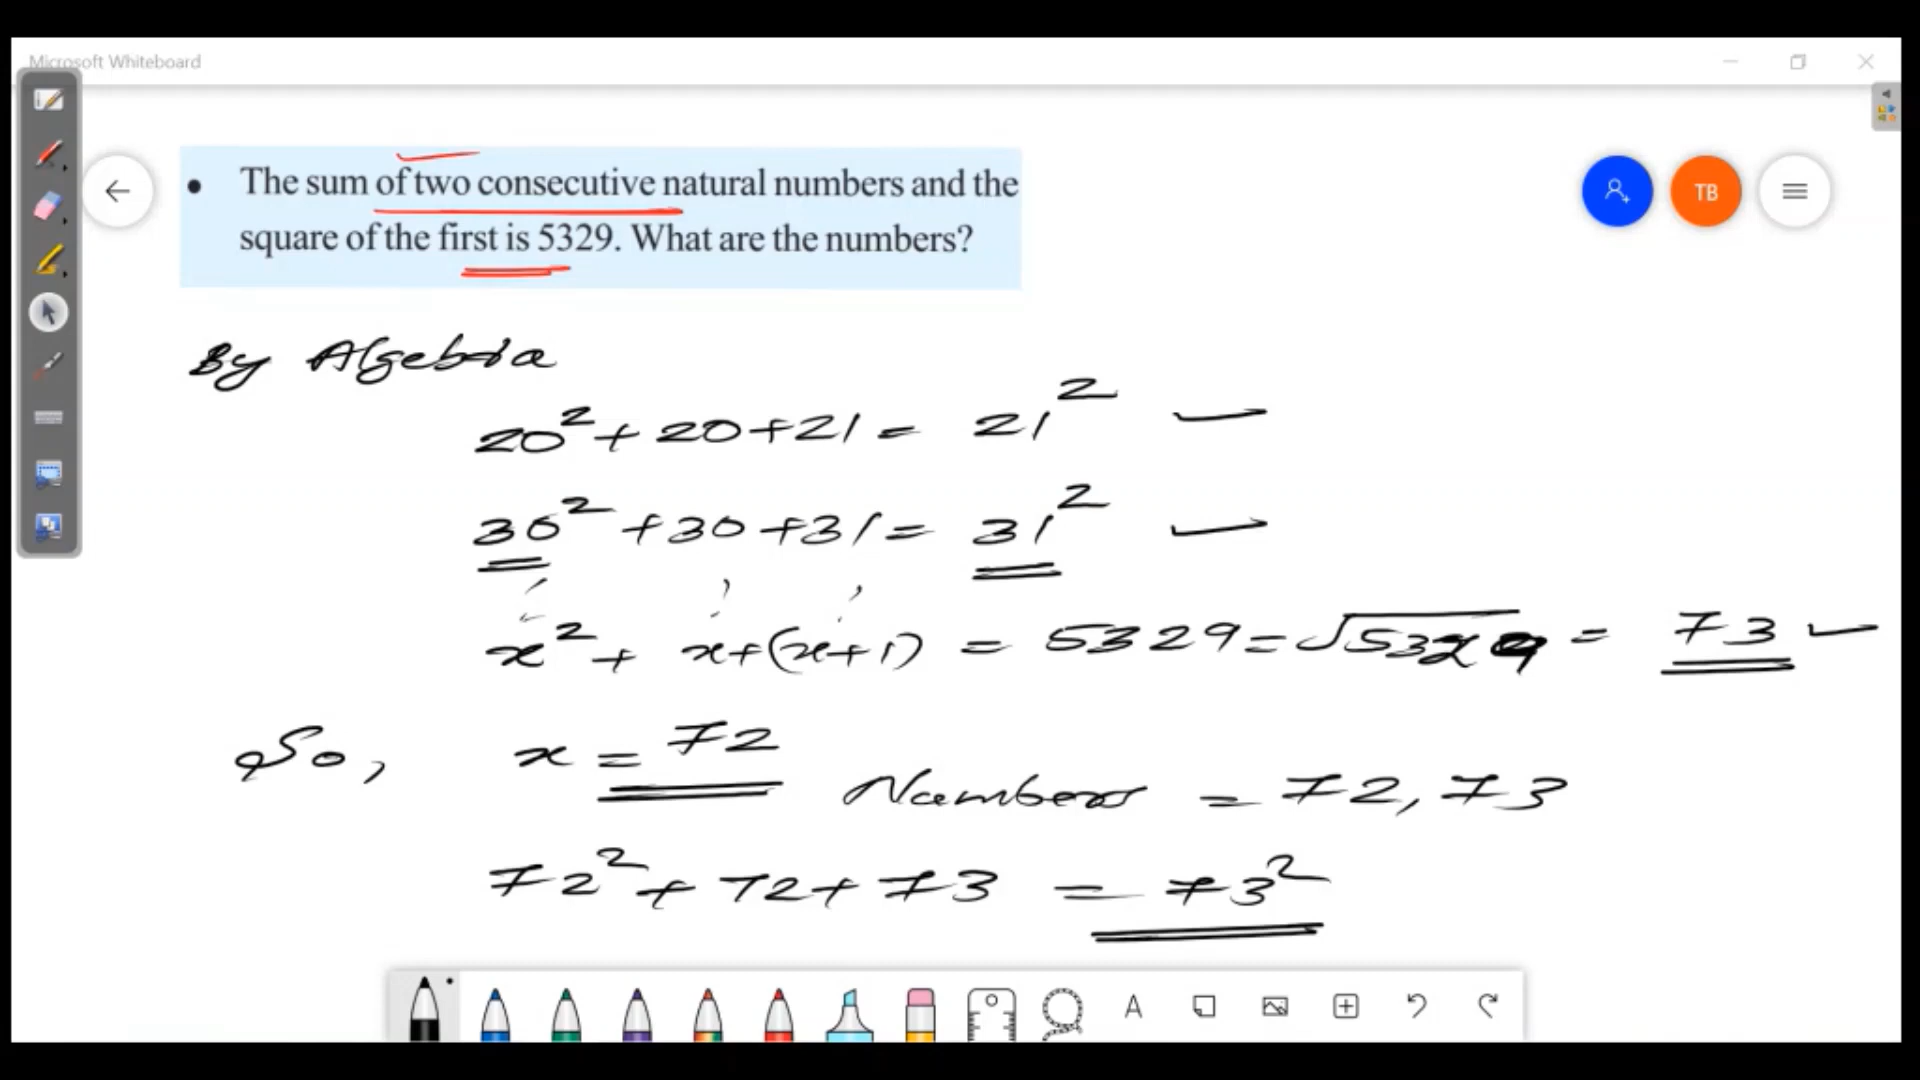 Microsoft Whiteboard
TB
• The sum of two consecutive natural numbers and the
square of the first is 5329. What are the numbers?
By Algebra
20² + 20 + 21 = 21²
30² + 30 + 31 = 31²
x² + x + (x + 1) = 5329 = √5329 = 73
So, x = 72
Numbers = 72, 73
72² + 72 + 73 = 73²
A